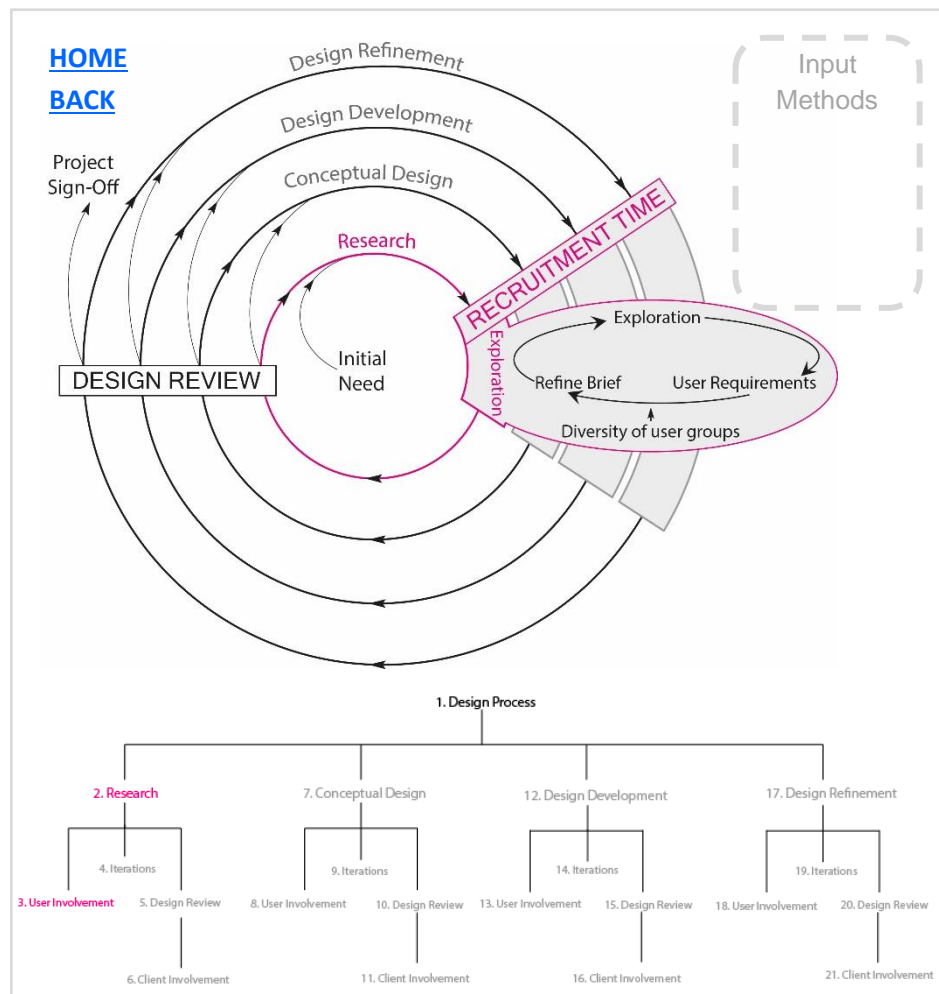 HOME
BACK
Input
Methods
Design Refinement
Design Development
Conceptual Design
Research
Project
Sign-Off
RECRUITMENT TIME
Exploration
Exploration
Initial
Need
DESIGN REVIEW
Refine Brief
User Requirements
Diversity of user groups
1. Design Process
2. Research
7. Conceptual Design
12. Design Development
17. Design Refinement
4. Iterations
9. Iterations
14. Iterations
19. Iterations
3. User Involvement
5. Design Review
8. User Involvement
10. Design Review
13. User Involvement
15. Design Review
18. User Involvement
20. Design Review
6. Client Involvement
11. Client Involvement
16. Client Involvement
21. Client Involvement